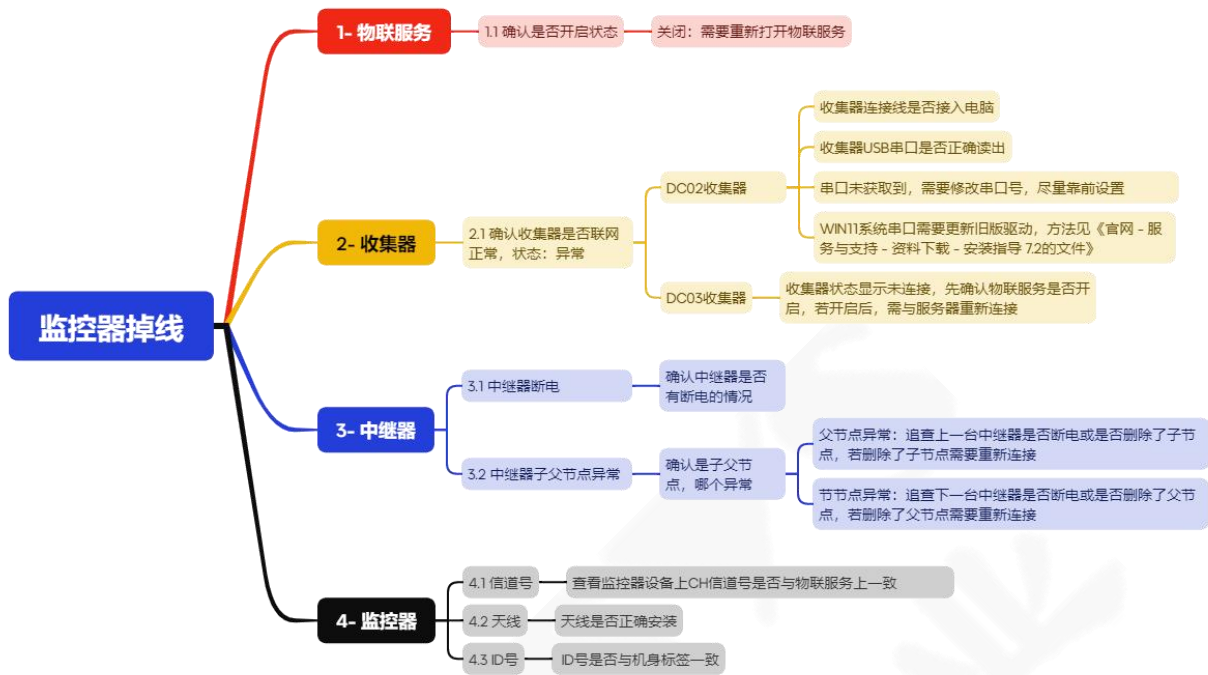 监控器掉线
1- 物联服务
1.1 确认是否开启状态
关闭：需要重新打开物联服务
2- 收集器
2.1 确认收集器是否联网
正常，状态：异常
DC02收集器
收集器连接线是否接入电脑
收集器USB串口是否正确读出
串口未获取到，需要修改串口号，尽量靠前设置
WIN11系统串口需要更新旧版驱动，方法见《官网 - 服
务与支持 - 资料下载 - 安装指导 7.2的文件》
DC03收集器
收集器状态显示未连接，先确认物联服务是否开
启，若开启后，需与服务器重新连接
3- 中继器
3.1 中继器断电
确认中继器是否
有断电的情况
3.2 中继器子父节点异常
确认是子父节
点，哪个异常
父节点异常：追查上一台中继器是否断电或是否删除了子节
点，若删除了子节点需要重新连接
节节点异常：追查下一台中继器是否断电或是否删除了父节
点，若删除了父节点需要重新连接
4- 监控器
4.1 信道号
查看监控器设备上CH信道号是否与物联服务上一致
4.2 天线
天线是否正确安装
4.3 ID号
ID号是否与机身标签一致